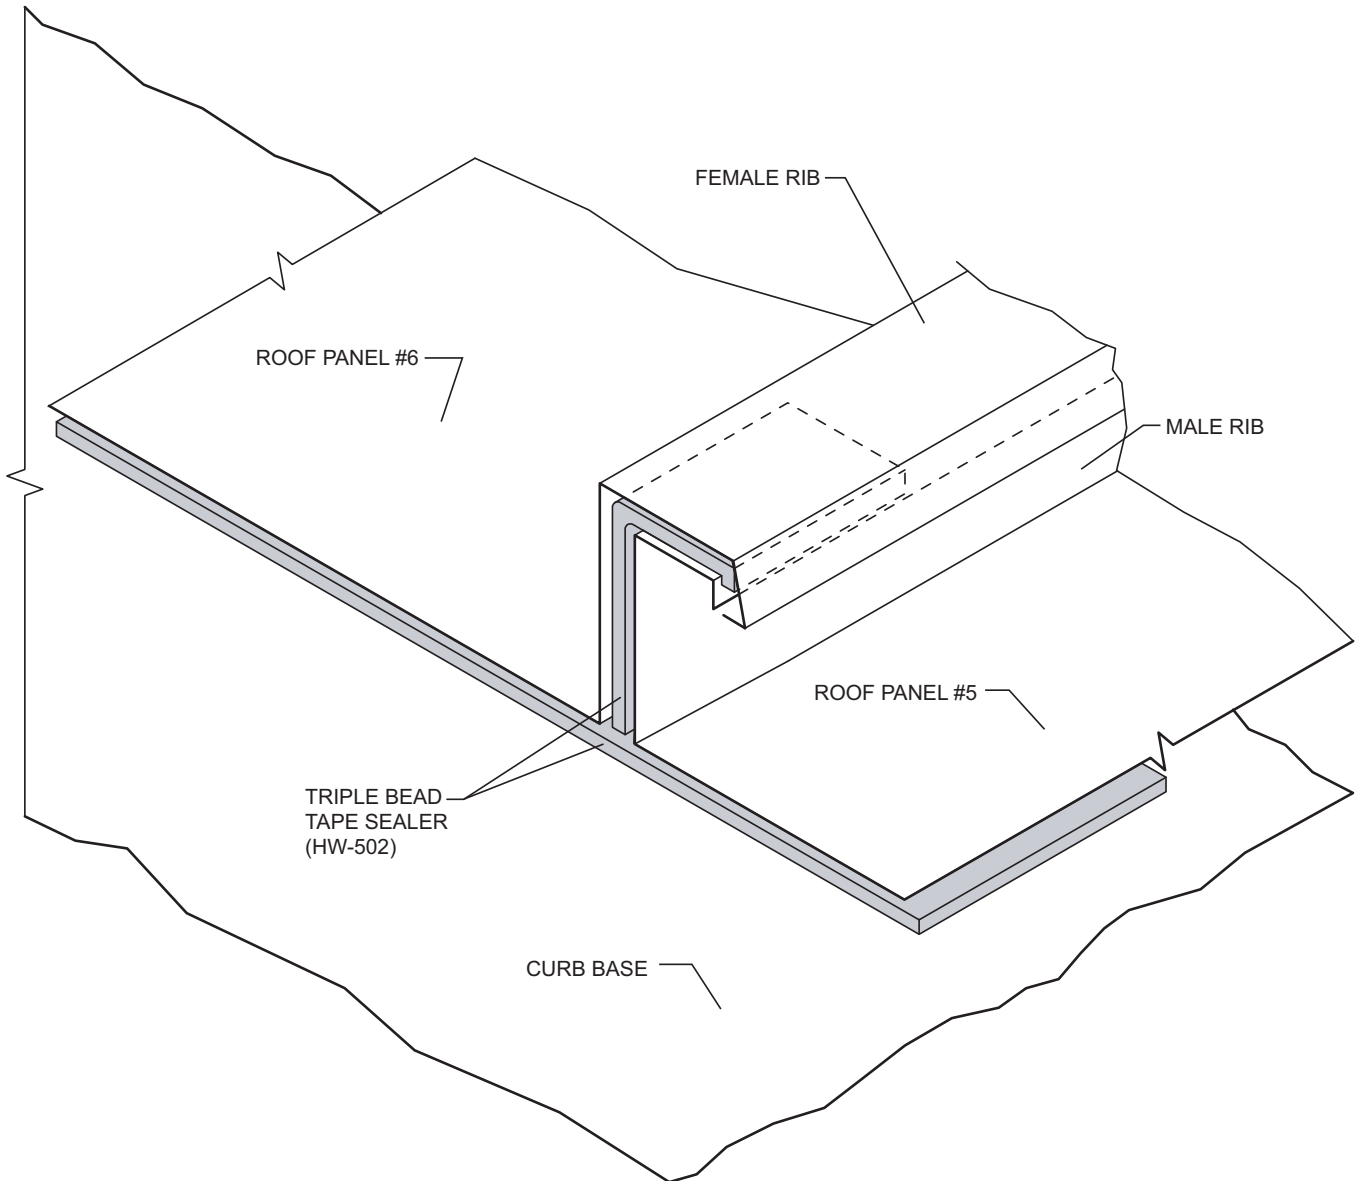 FEMALE RIB
ROOF PANEL #6
MALE RIB
ROOF PANEL #5
TRIPLE BEAD
TAPE SEALER
(HW-502)
CURB BASE